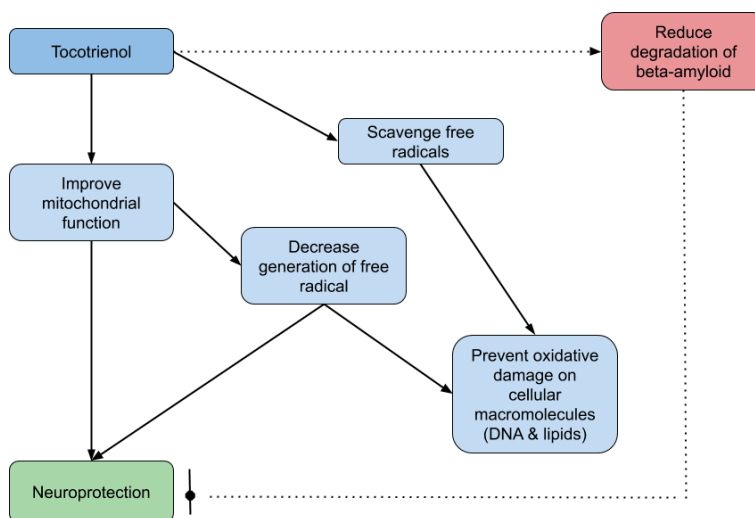 Tocotrienol
Reduce
degradation of
beta-amyloid
Scavenge free
radicals
Improve
mitochondrial
function
Decrease
generation of free
radical
Prevent oxidative
damage on
cellular
macromolecules
(DNA & lipids)
Neuroprotection